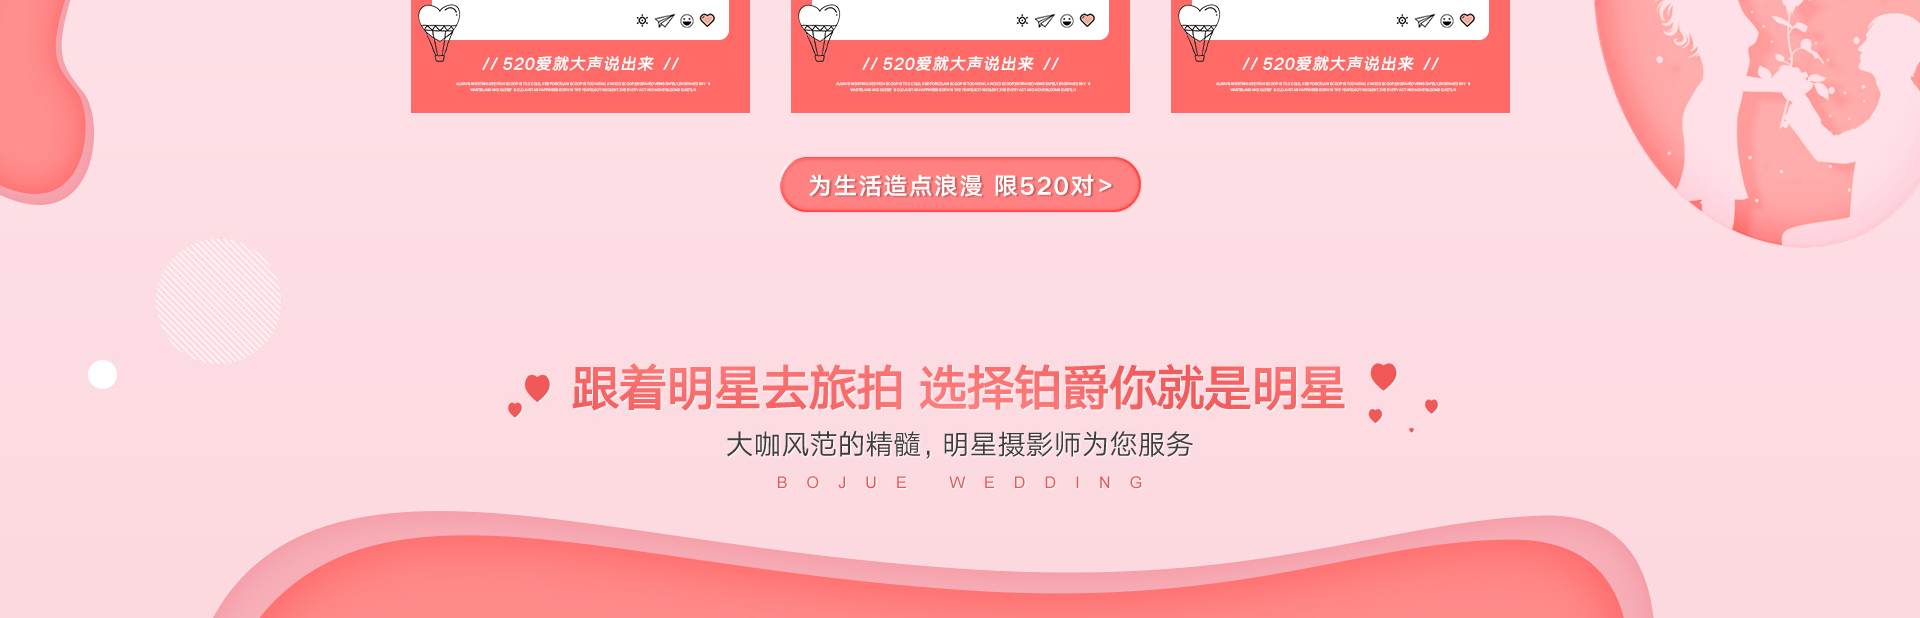 // 520爱就大声说出来 //
// 520爱就大声说出来 //
// 520爱就大声说出来 //
为生活造点浪漫 限520对>
跟着明星去旅拍 选择铂爵你就是明星
大咖风范的精髓，明星摄影师为您服务
BOJUE WEDDING